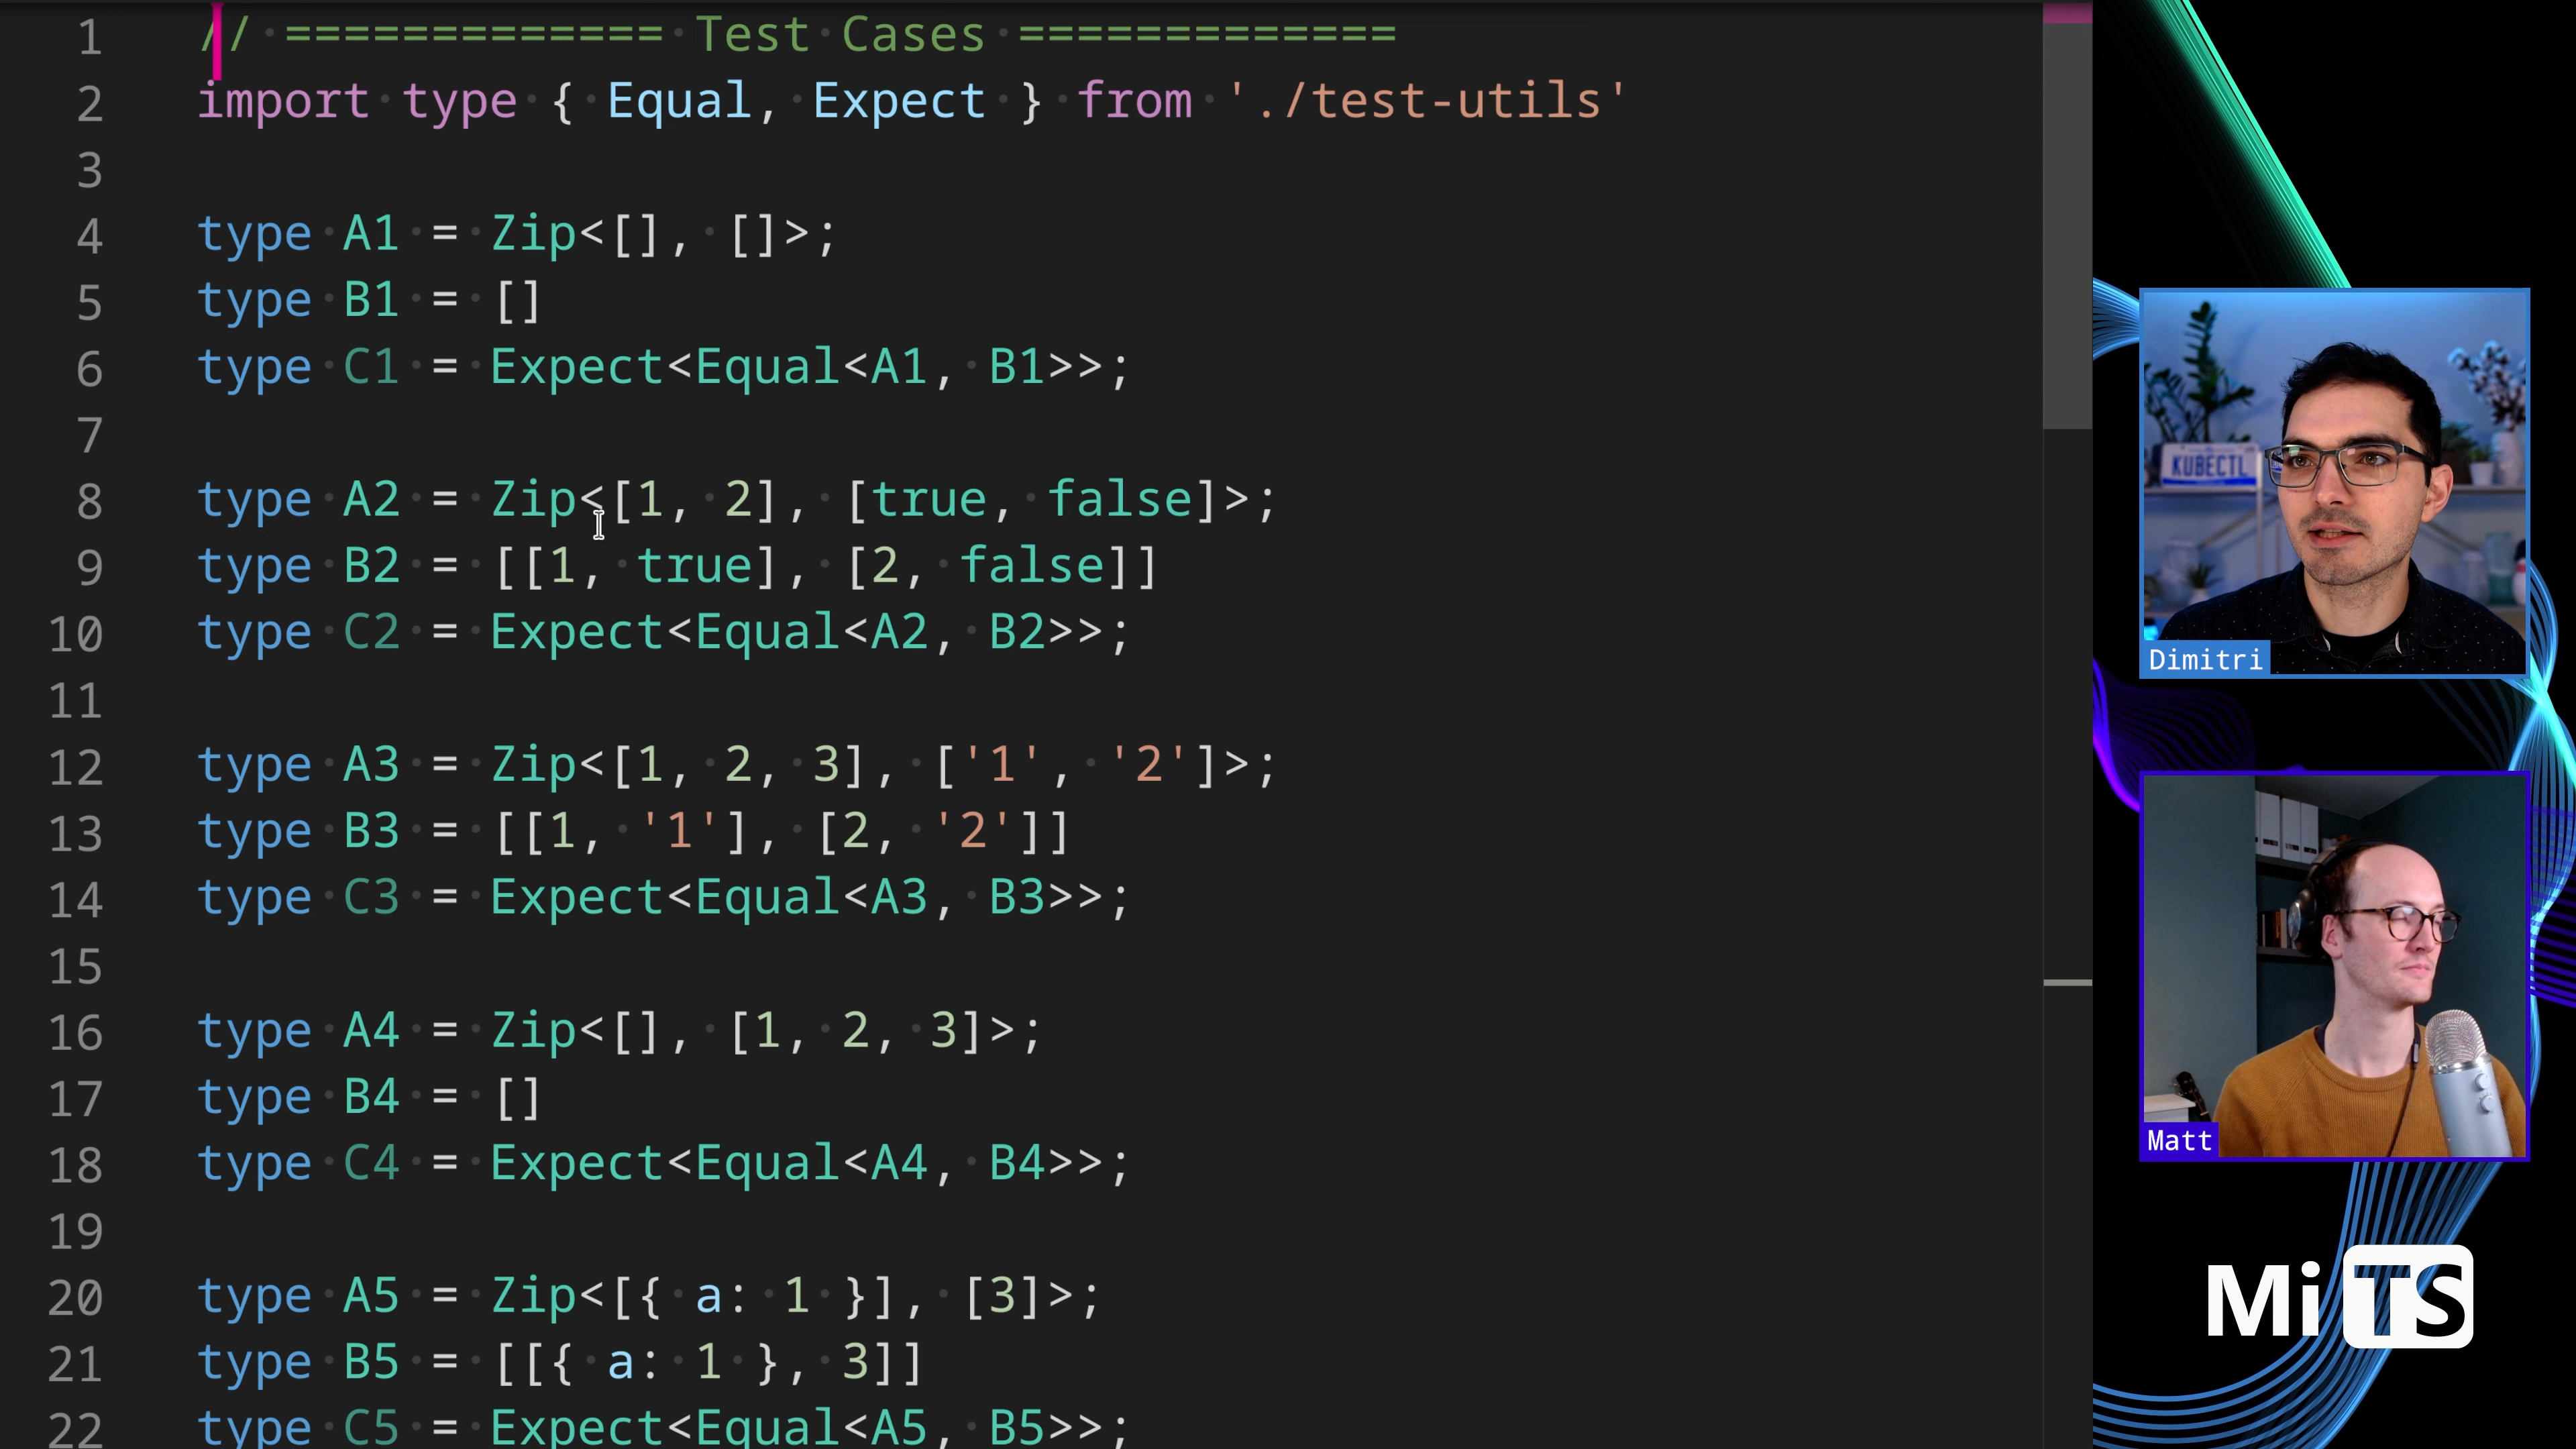 1 // ============= Test Cases =============
2 import type { Equal, Expect } from './test-utils'
3
4 type A1 = Zip<[], []>;
5 type B1 = []
6 type C1 = Expect<Equal<A1, B1>>;
7
8 type A2 = Zip<[1, 2], [true, false]>;
9 type B2 = [[1, true], [2, false]]
10 type C2 = Expect<Equal<A2, B2>>;
11
12 type A3 = Zip<[1, 2, 3], ['1', '2']>;
13 type B3 = [[1, '1'], [2, '2']]
14 type C3 = Expect<Equal<A3, B3>>;
15
16 type A4 = Zip<[], [1, 2, 3]>;
17 type B4 = []
18 type C4 = Expect<Equal<A4, B4>>;
19
20 type A5 = Zip<[{ a: 1 }], [3]>;
21 type B5 = [[{ a: 1 }, 3]]
22 type C5 = Expect<Equal<A5, B5>>;
KUBECTL
Dimitri
Matt
MiTS